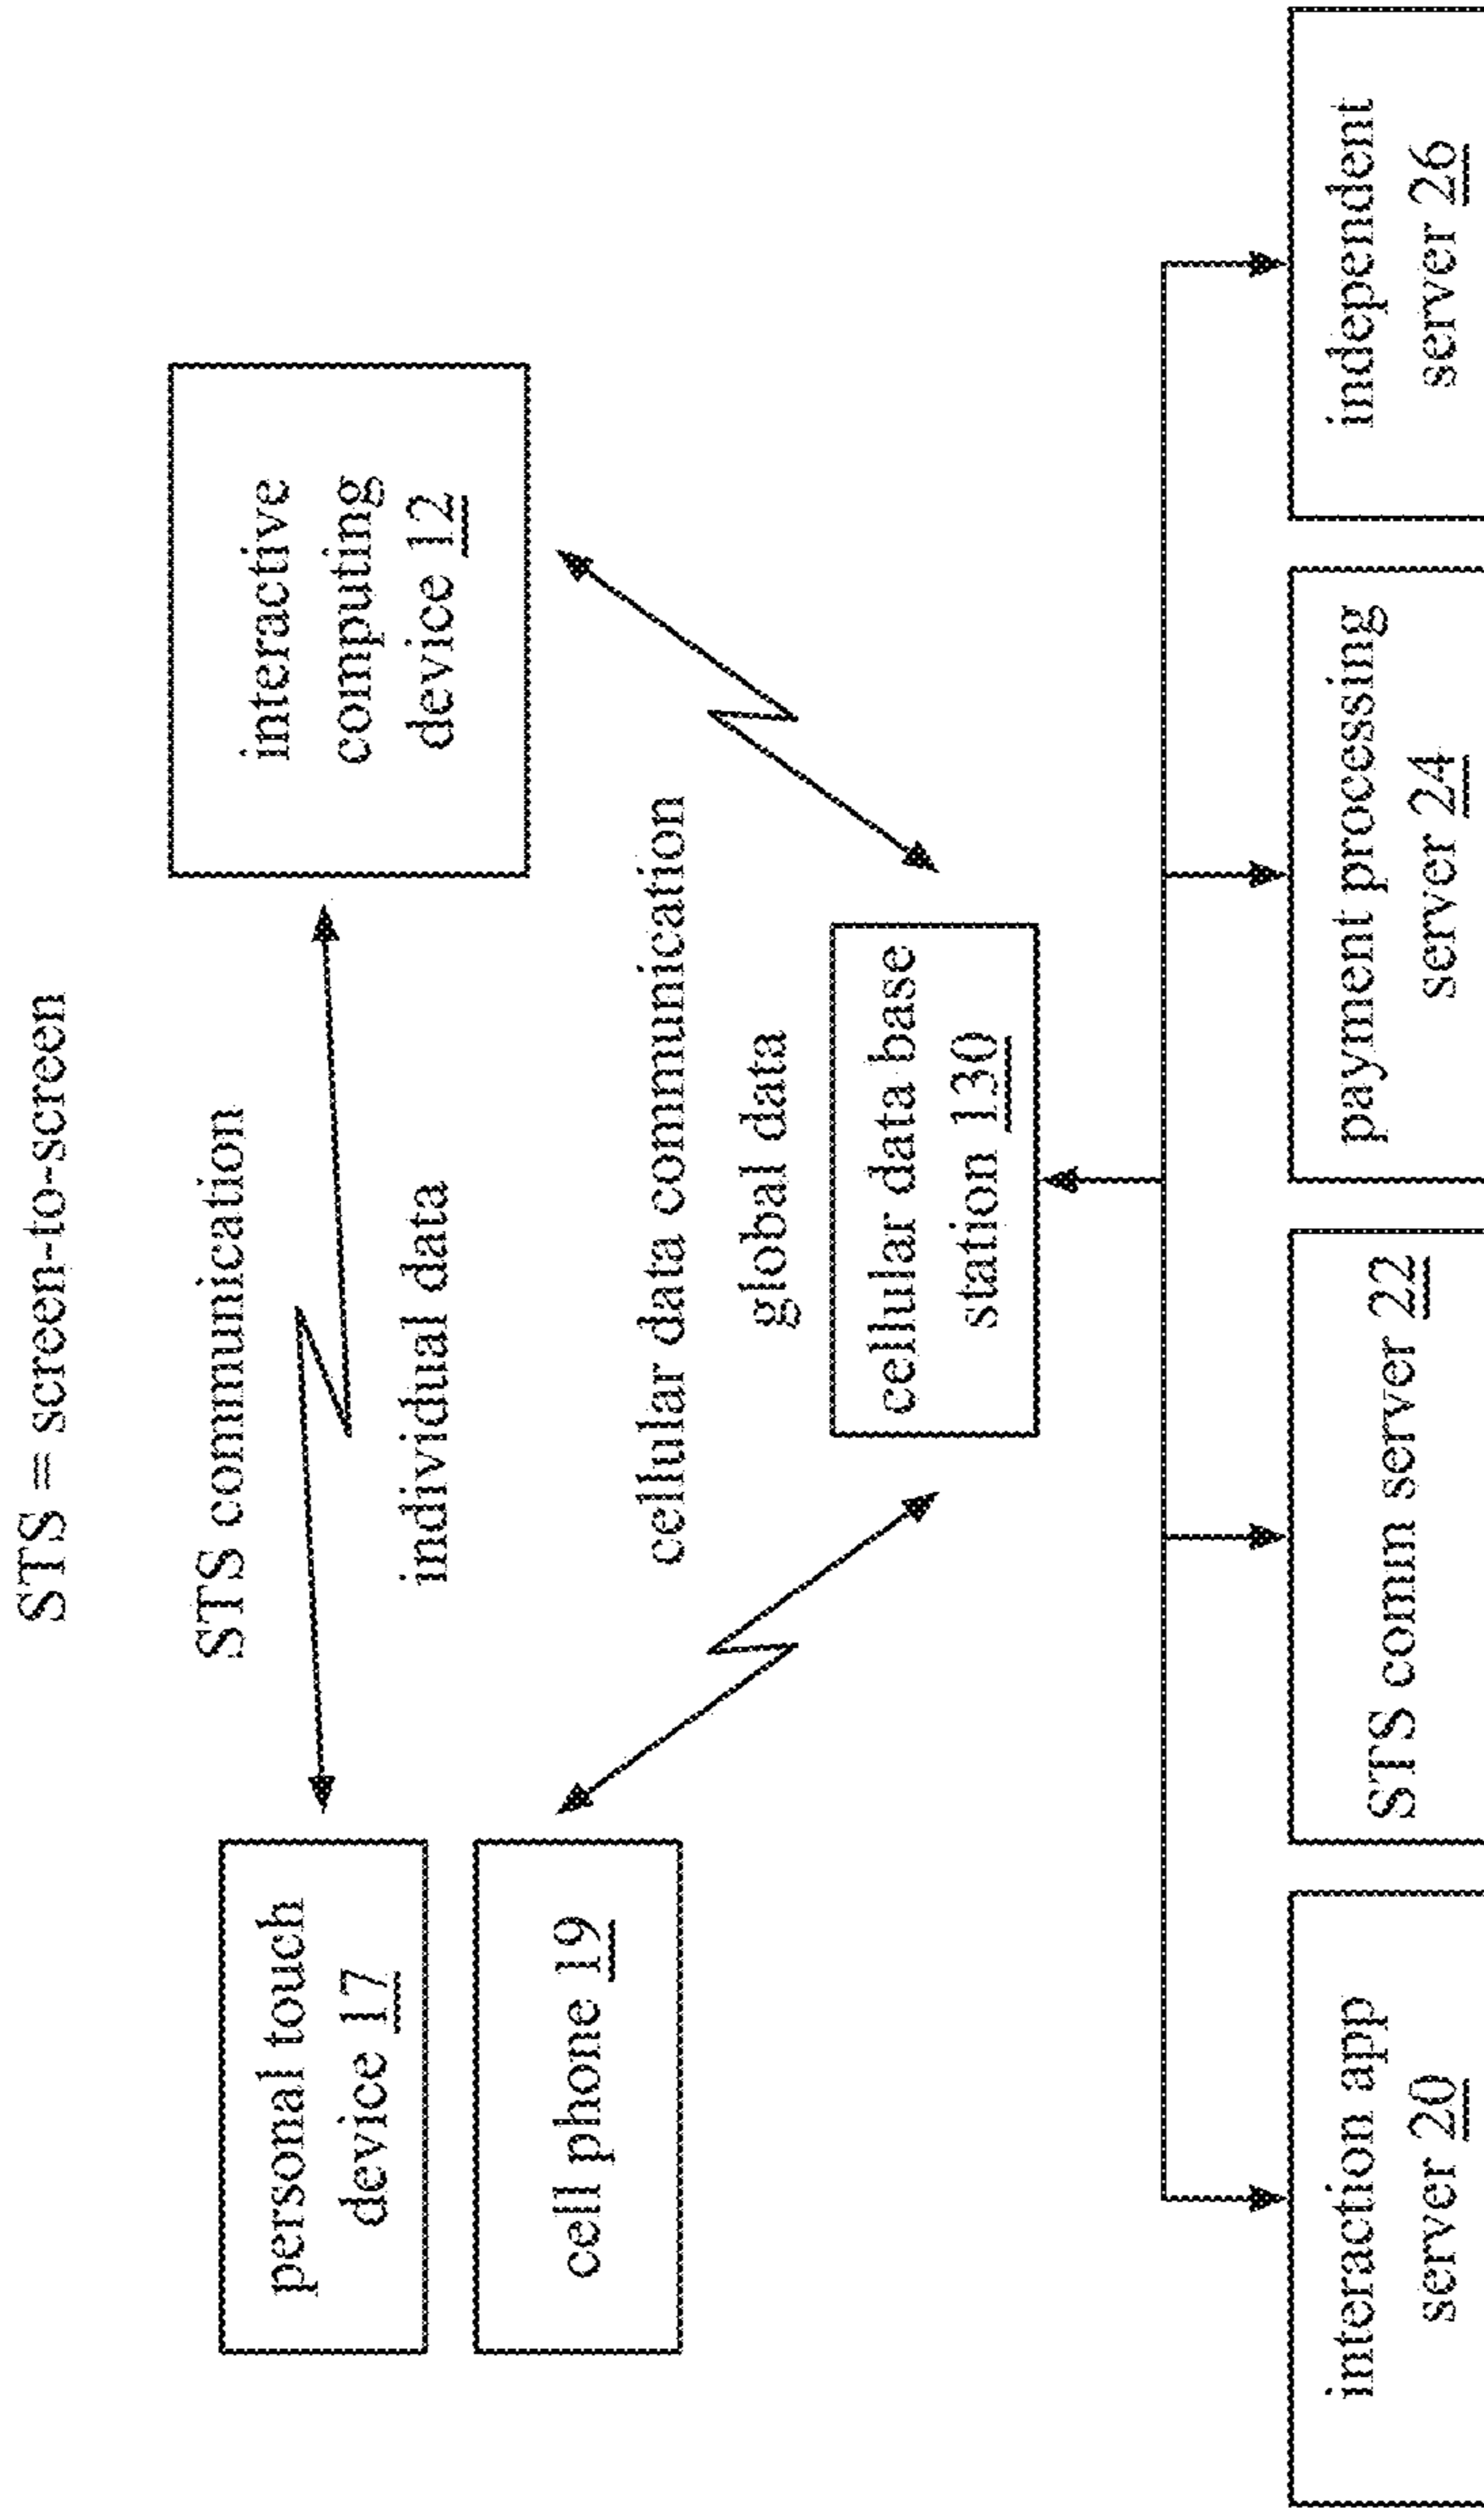 STS = screen-to-screen
STS communication
individual data
personal touch
device 17
cell phone 19
interactive
computing
device 12
cellular data communication
global data
cellular data base
station 130
interaction app
server 20
STS comm server 22
payment processing
server 24
independent
server 26